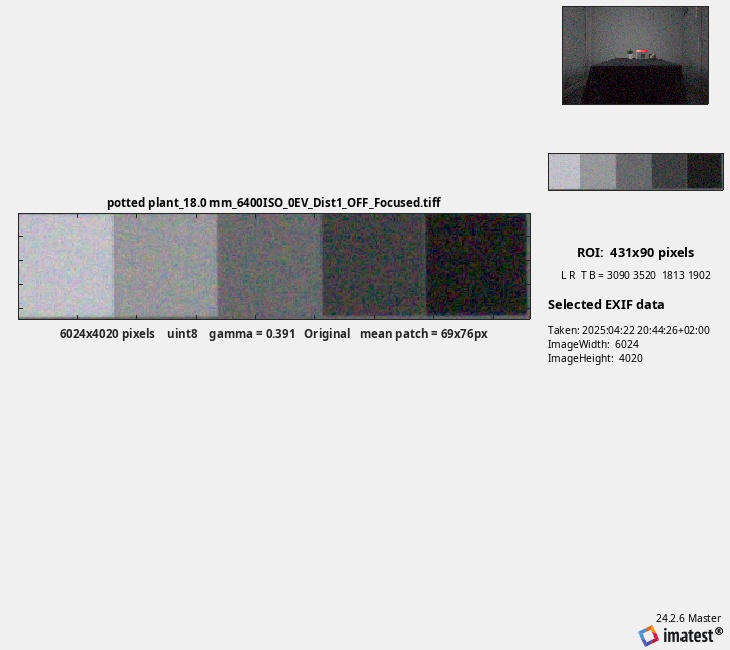 potted plant_18.0 mm_6400ISO_0EV_Dist1_OFF_Focused.tiff
6024x4020 pixels    uint8    gamma = 0.391   Original   mean patch = 69x76px
ROI:  431x90 pixels
L R  T B = 3090 3520  1813 1902
Selected EXIF data
Taken: 2025:04:22 20:44:26+02:00
ImageWidth:  6024
ImageHeight:  4020
24.2.6 Master
imatest®